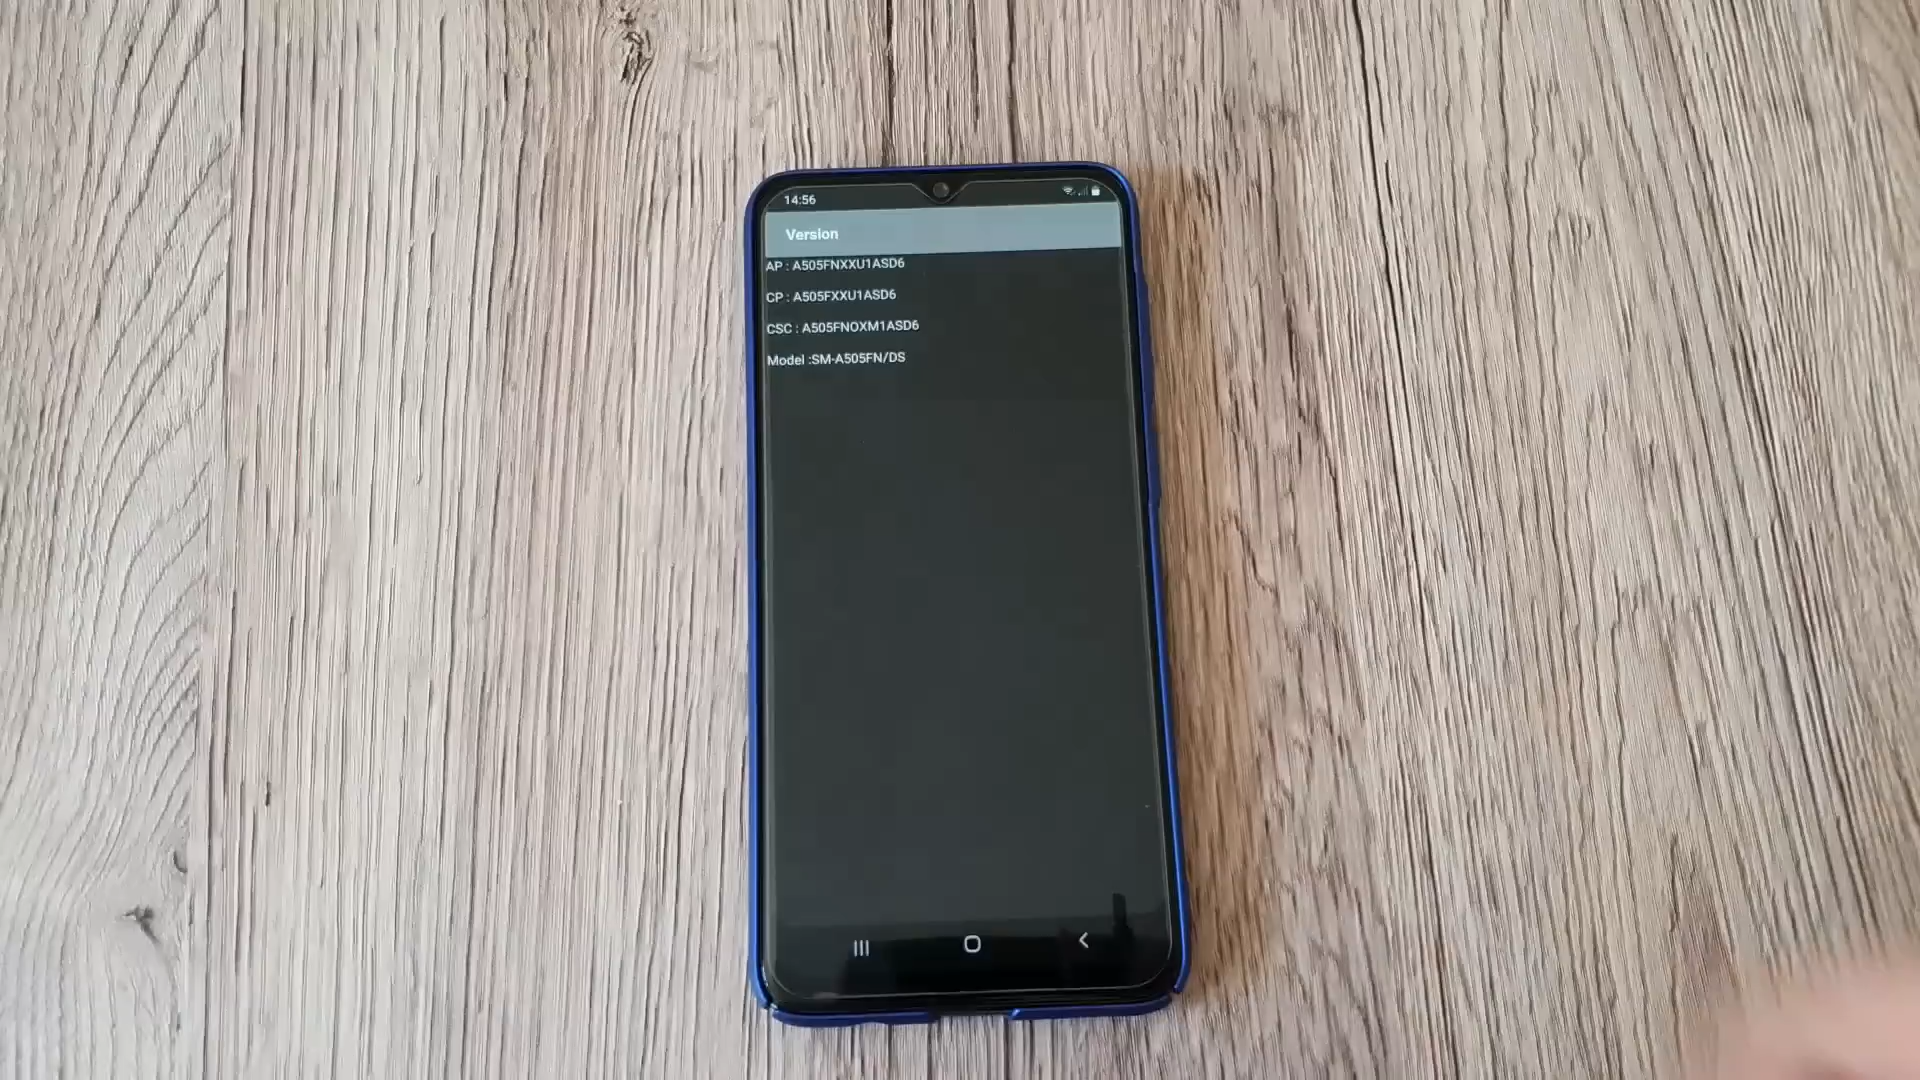 14:56
Version
AP : A505FNXXU1ASD6
CP : A505FXXU1ASD6
CSC : A505FNOXM1ASD6
Model :SM-A505FN/DS